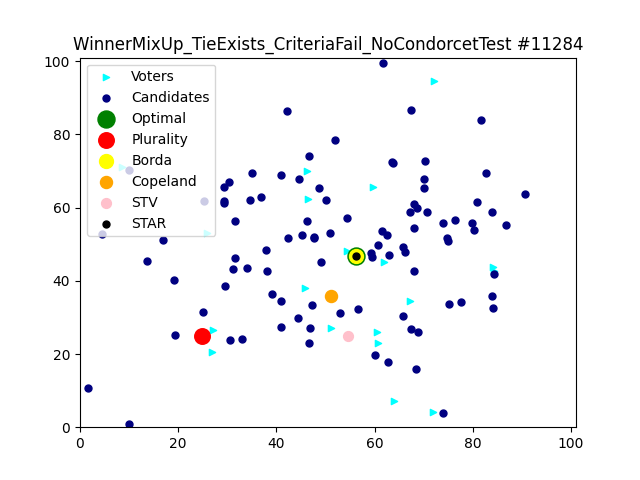 WinnerMixUp_TieExists_CriteriaFail_NoCondorcetTest #11284
Voters
Candidates
Optimal
Plurality
Borda
Copeland
STV
STAR
100
80
60
40
20
0
0 20 40 60 80 100